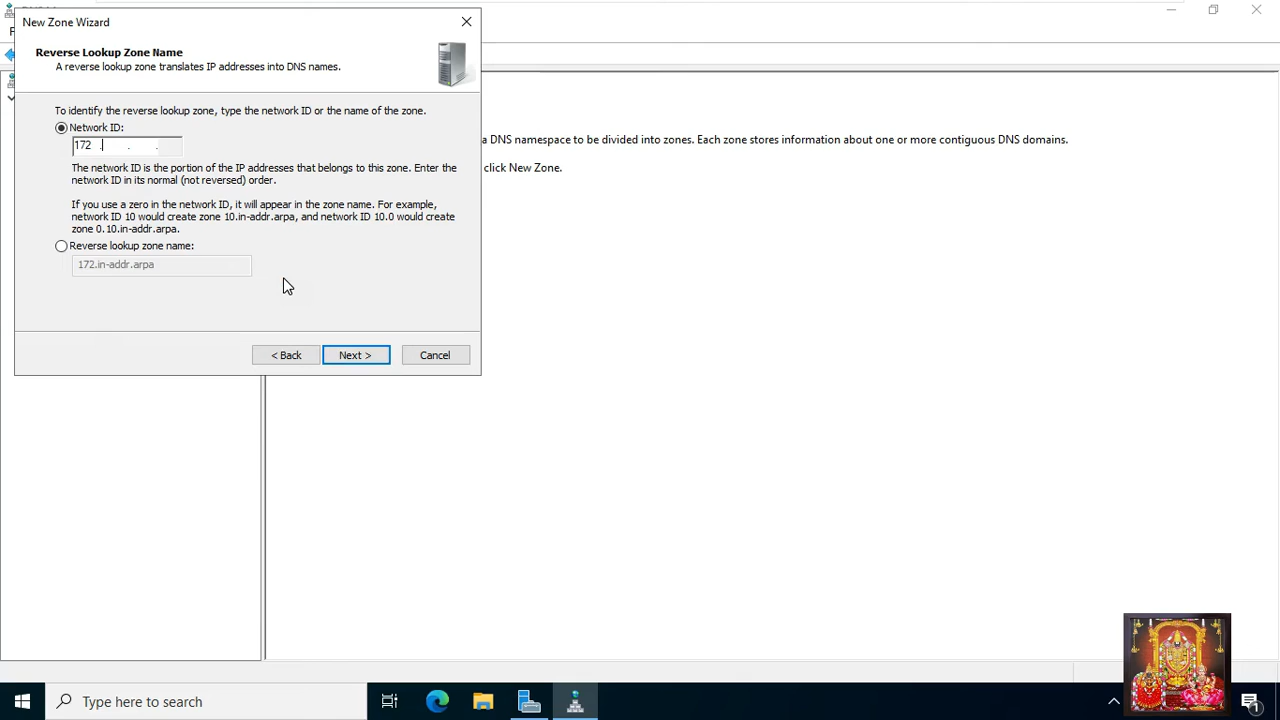 New Zone Wizard
Reverse Lookup Zone Name
A reverse lookup zone translates IP addresses into DNS names.
To identify the reverse lookup zone, type the network ID or the name of the zone.
Network ID:
172 . . .
The network ID is the portion of the IP addresses that belongs to this zone. Enter the
network ID in its normal (not reversed) order.
If you use a zero in the network ID, it will appear in the zone name. For example,
network ID 10 would create zone 10.in-addr.arpa, and network ID 10.0 would create
zone 0.10.in-addr.arpa.
Reverse lookup zone name:
172.in-addr.arpa
< Back
Next >
Cancel
a DNS namespace to be divided into zones. Each zone stores information about one or more contiguous DNS domains.
click New Zone.
Type here to search
1